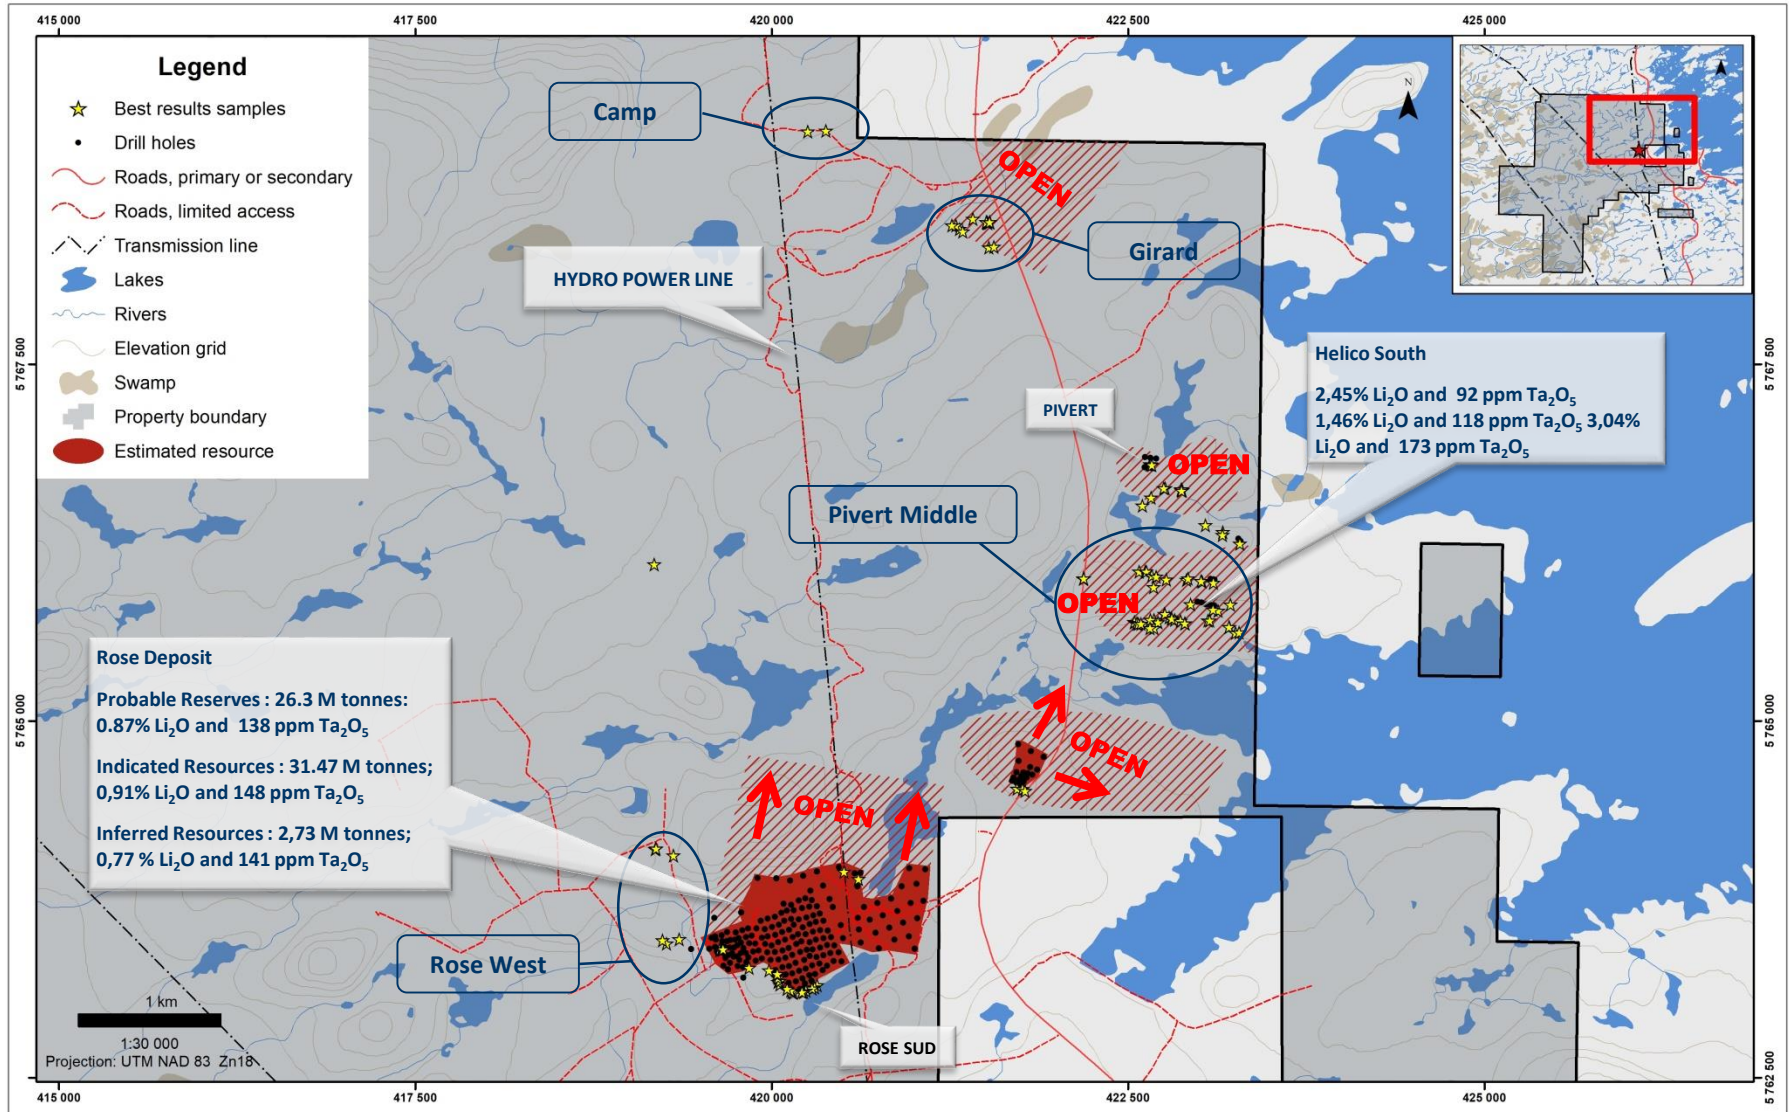 415 000
417 500
420 000
422 500
425 000
Legend
Best results samples
Drill holes
Roads, primary or secondary
Roads, limited access
Transmission line
Lakes
Rivers
Elevation grid
Swamp
Property boundary
Estimated resource
Camp
OPEN
Girard
HYDRO POWER LINE
N
5 767 500
5 767 500
Helico South
2,45% Li₂O and 92 ppm Ta₂O₅
1,46% Li₂O and 118 ppm Ta₂O₅ 3,04%
Li₂O and 173 ppm Ta₂O₅
PIVERT
OPEN
Pivert Middle
OPEN
Rose Deposit
Probable Reserves : 26.3 M tonnes:
0.87% Li₂O and 138 ppm Ta₂O₅
Indicated Resources : 31.47 M tonnes;
0,91% Li₂O and 148 ppm Ta₂O₅
Inferred Resources : 2,73 M tonnes;
0,77 % Li₂O and 141 ppm Ta₂O₅
5 765 000
5 765 000
OPEN
OPEN
Rose West
ROSE SUD
1 km
1:30 000
Projection: UTM NAD 83 Zn18
5 762 500
415 000
417 500
420 000
422 500
425 000